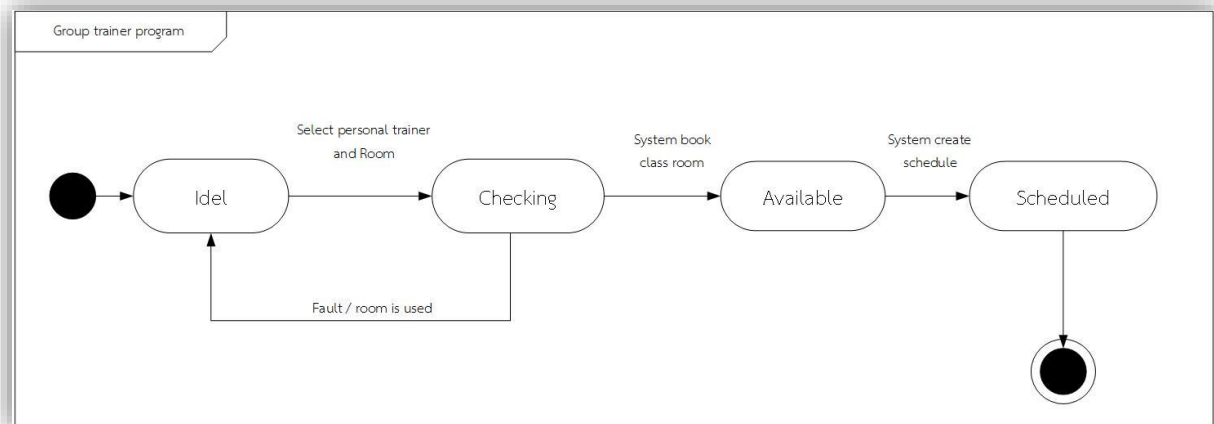 Group trainer program
Select personal trainer
and Room
System book
class room
System create
schedule
Idel
Checking
Available
Scheduled
Fault / room is used